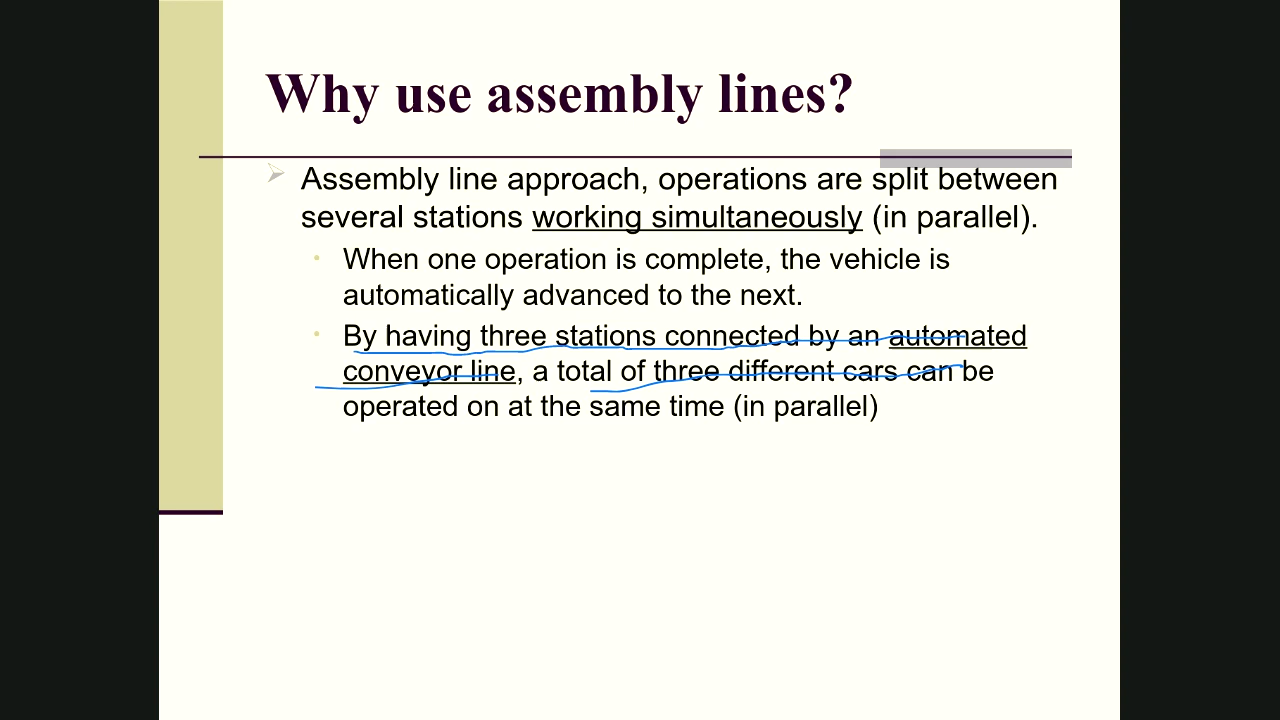 Why use assembly lines?
Assembly line approach, operations are split between
several stations working simultaneously (in parallel).
When one operation is complete, the vehicle is
automatically advanced to the next.
By having three stations connected by an automated
conveyor line, a total of three different cars can be
operated on at the same time (in parallel)